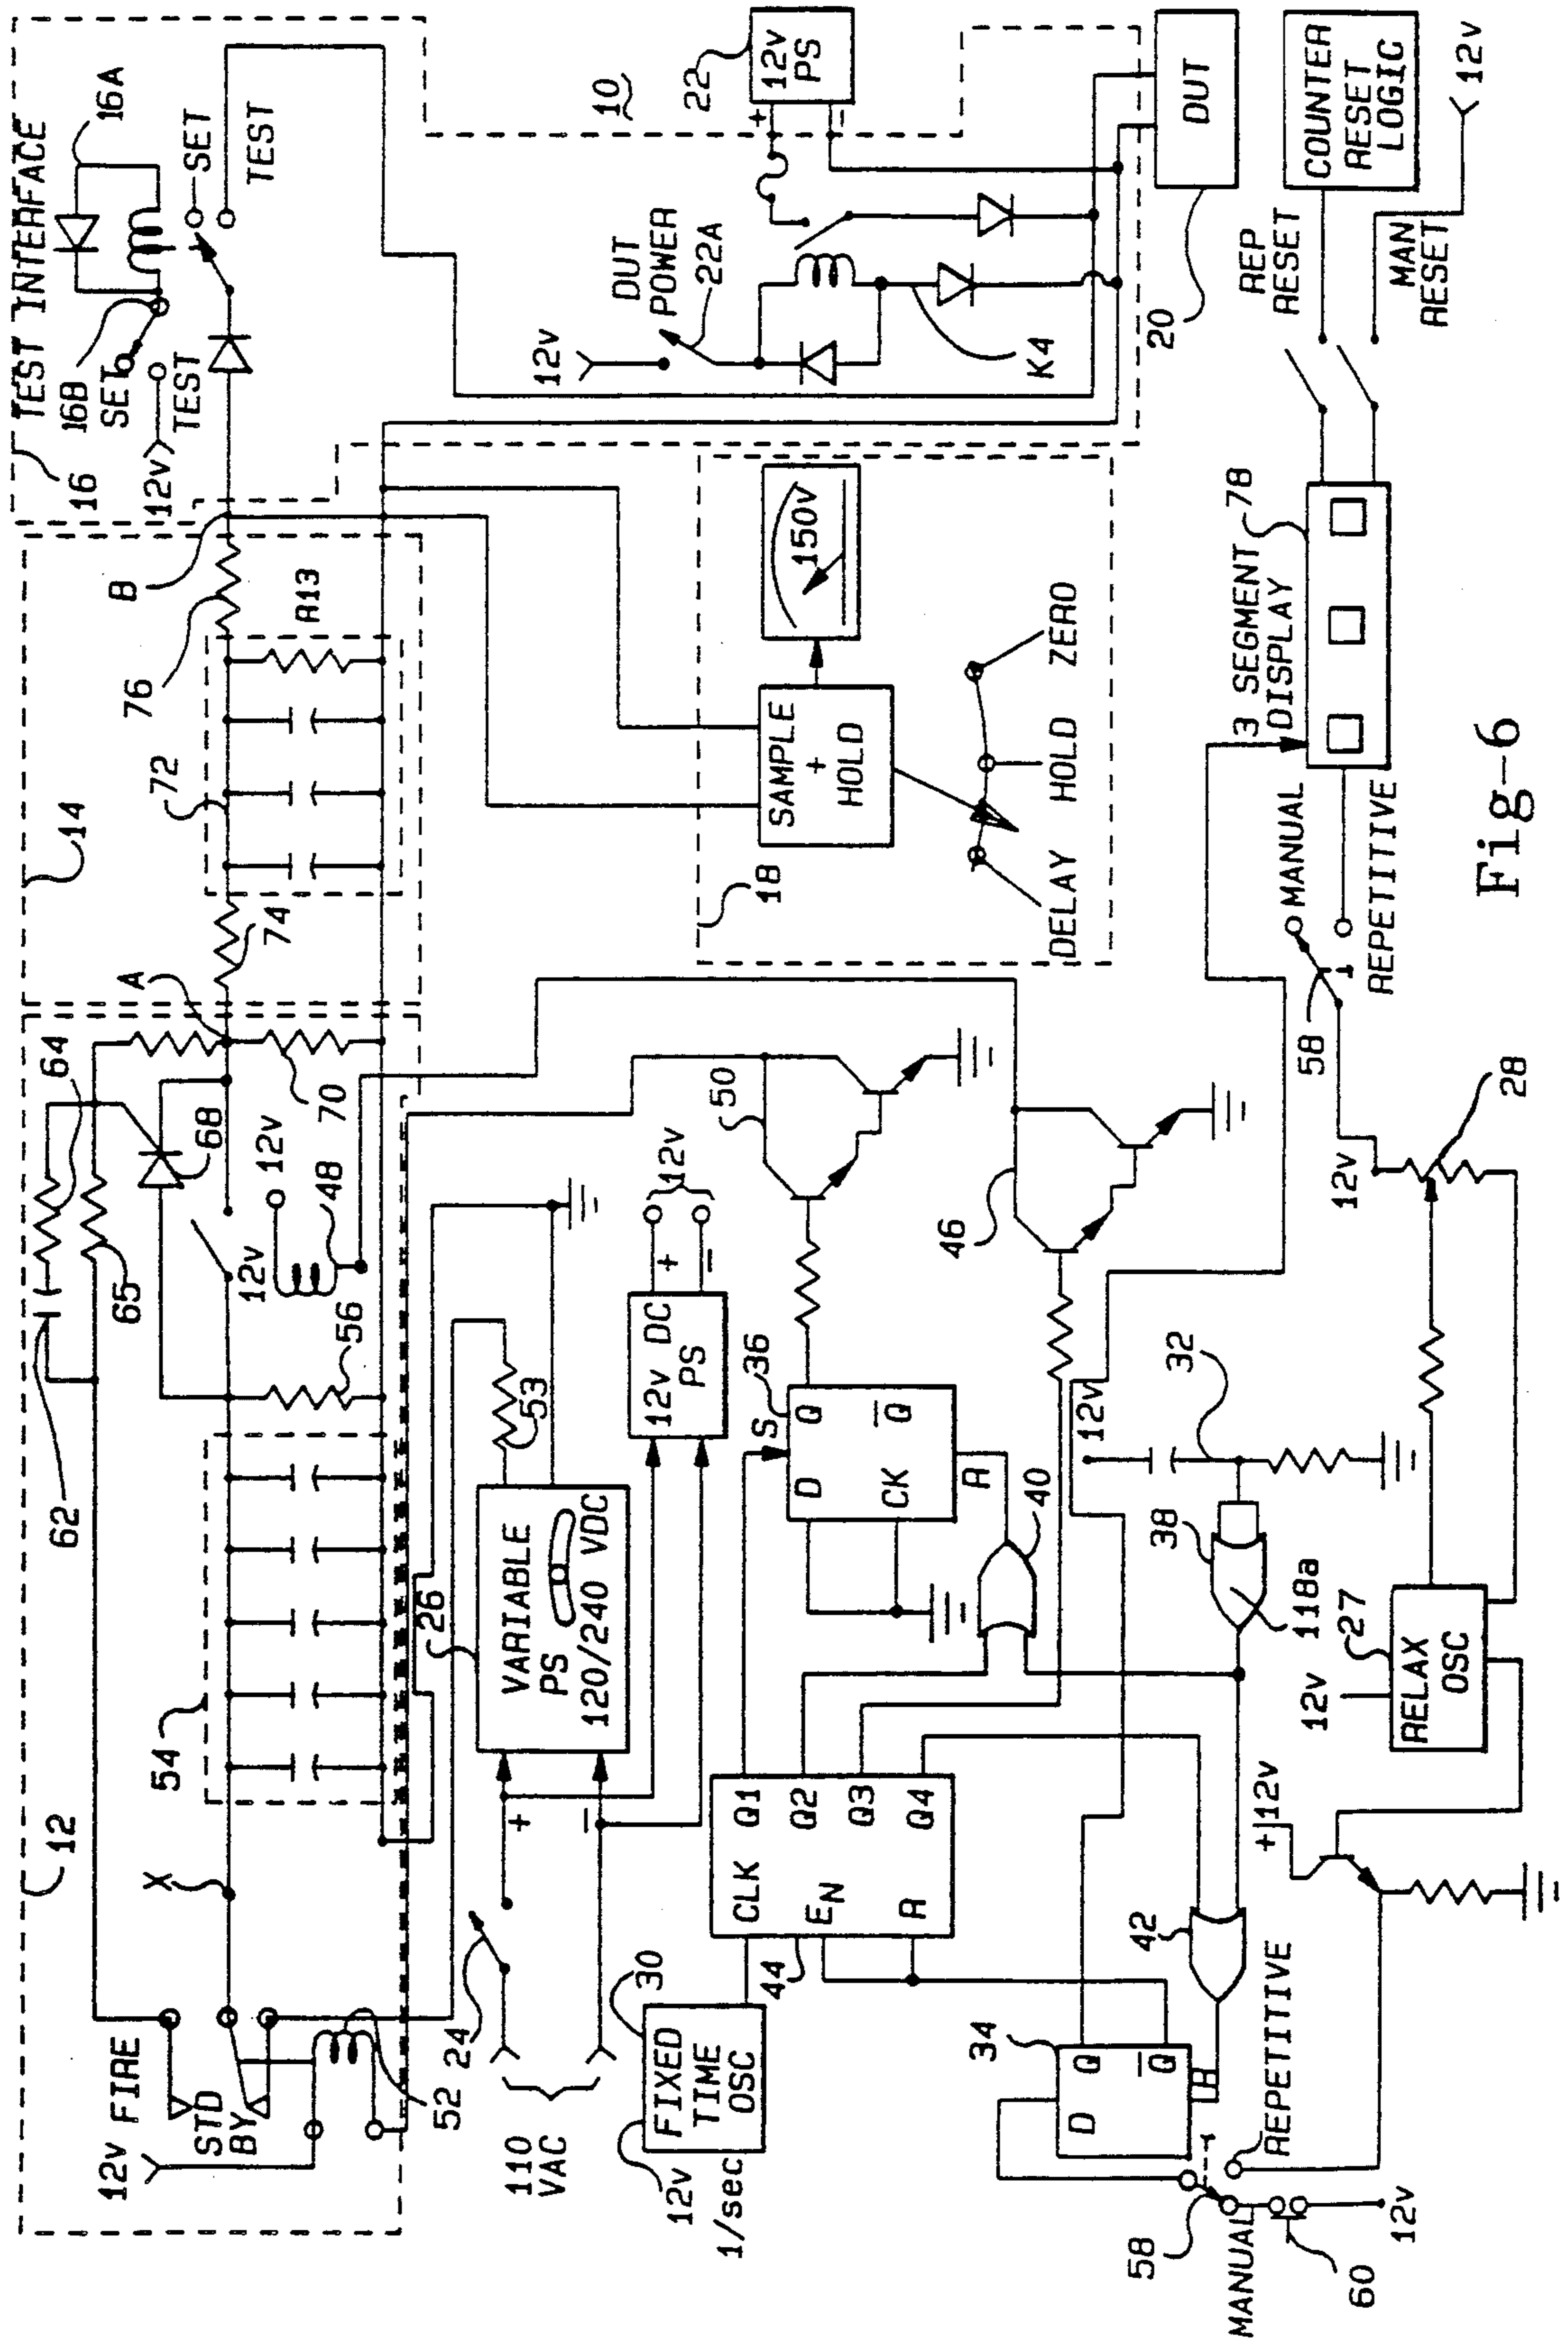 TEST INTERFACE
16A
SET
TEST
16B
SET
TEST
12v
16
10
22
12v
PS
+
-
DUT
POWER
22A
12v
K4
DUT
20
COUNTER
RESET
LOGIC
REP
RESET
MAN
RESET
12v
14
B
76
R13
72
74
A
150v
SAMPLE
+
HOLD
18
DELAY
HOLD
ZERO
3 SEGMENT
DISPLAY
78
MANUAL
REPETITIVE
58
12v
28
12
64
62
65
68
70
12v
48
12v
56
54
X
12v FIRE
STD
BY
52
26
VARIABLE
PS
120/240 VDC
53
12v DC
PS
+
-
12v
24
+
-
110
VAC
50
46
36
S
D
Q
CK
Q
R
40
FIXED
TIME
OSC
30
12v
1/sec
44
CLK
EN
R
Q1
Q2
Q3
Q4
12v
32
38
118a
42
34
D
Q
Q
R
58
MANUAL
REPETITIVE
60
12v
+12v
12v
RELAX
OSC
27
Fig-6